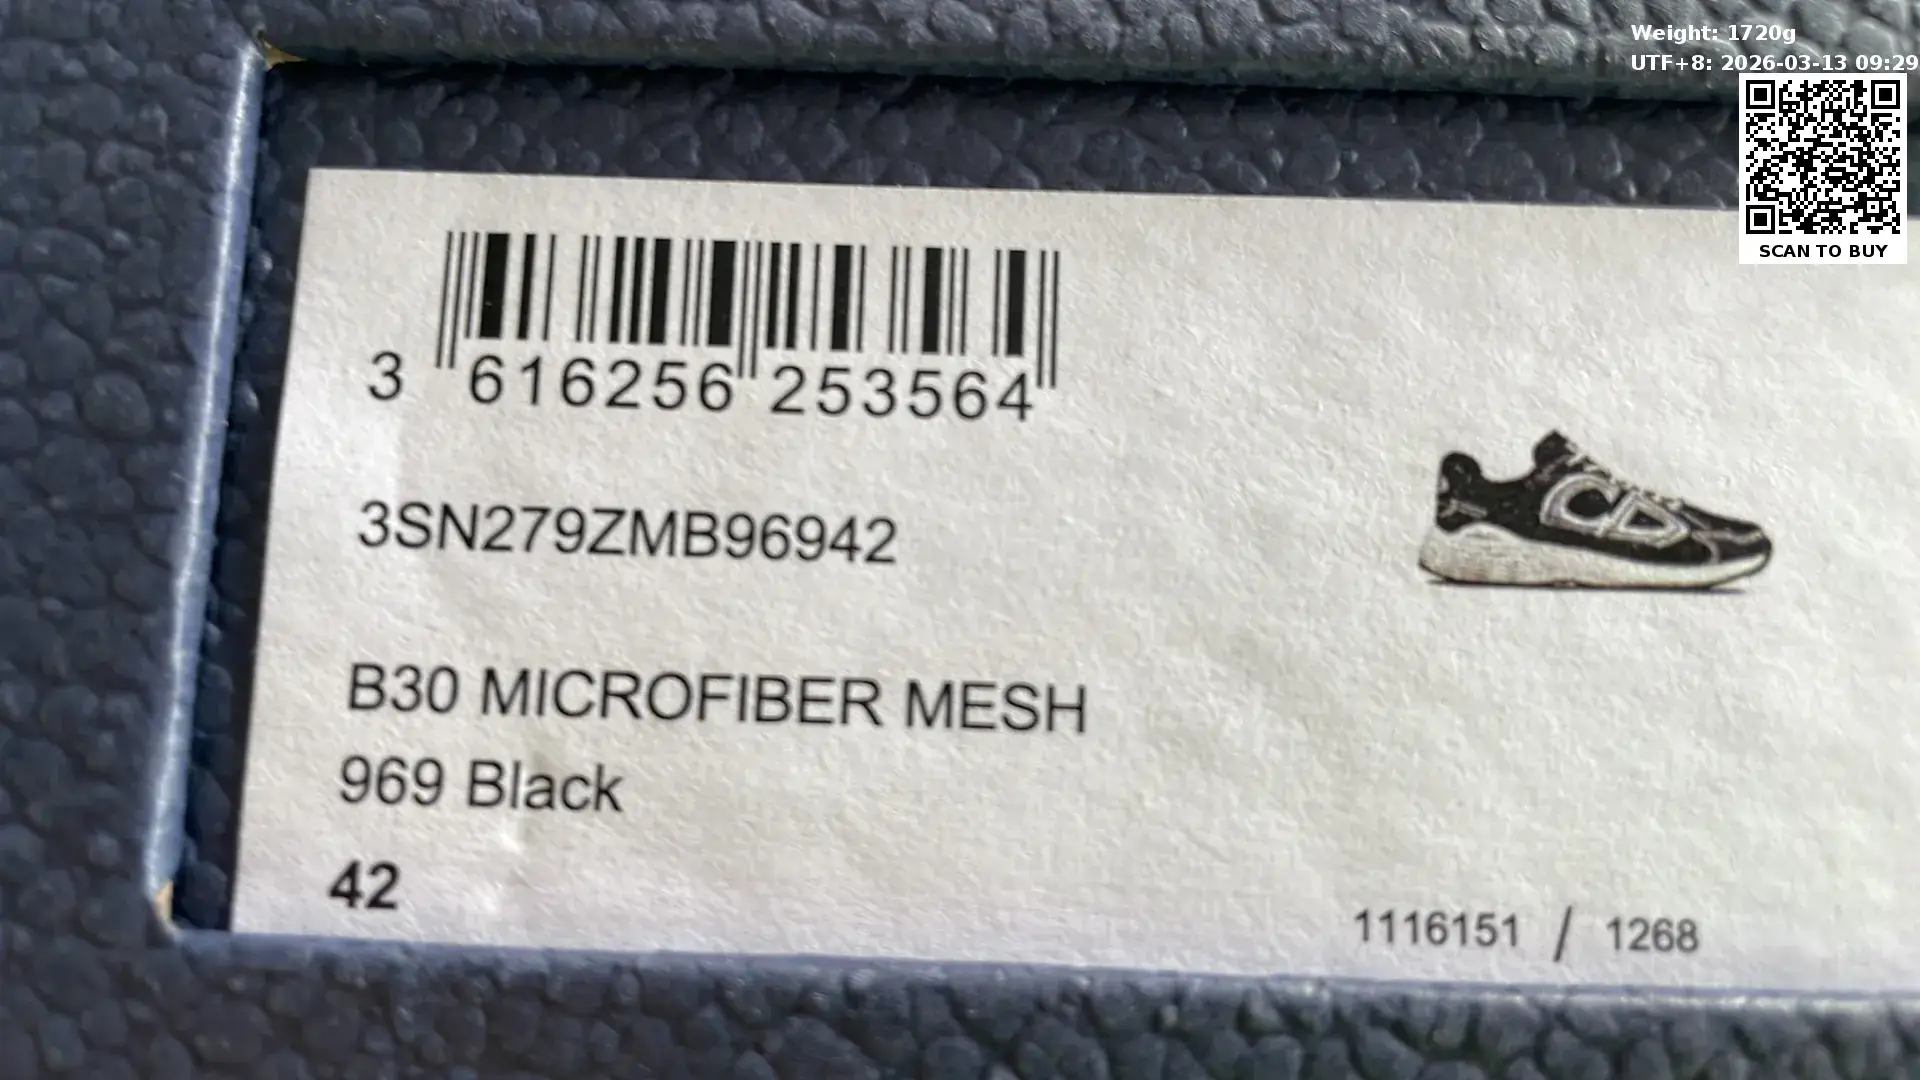 Weight: 1720g
UTF+8: 2026-03-13 09:29
SCAN TO BUY
3 616256 253564
3SN279ZMB96942
CD
B30 MICROFIBER MESH
969 Black
42
1116151 / 1268